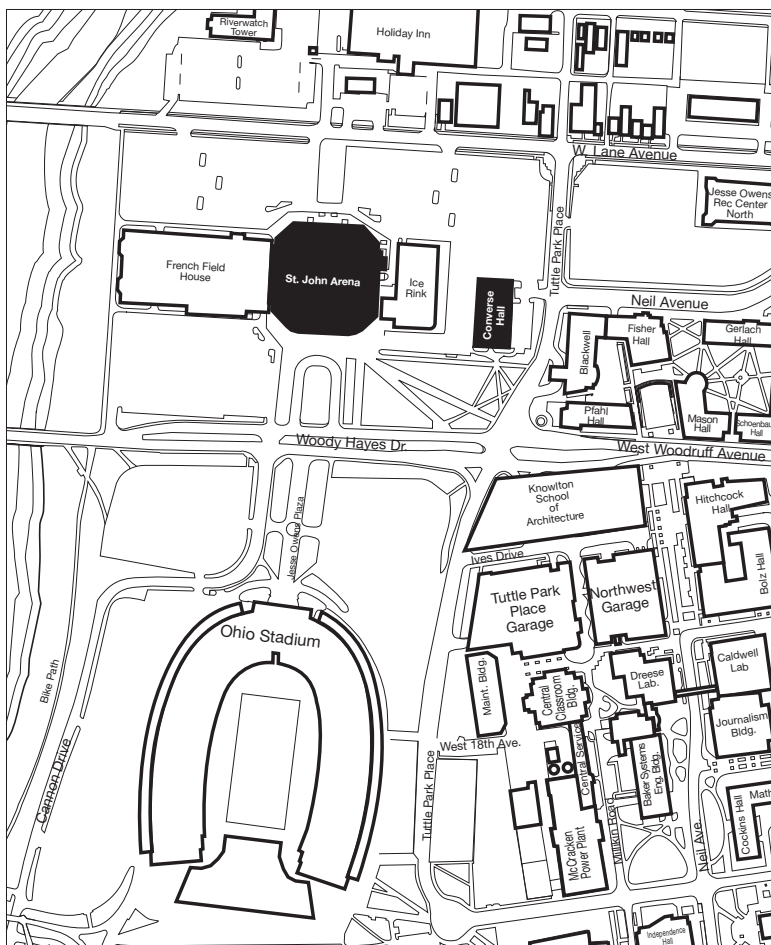 Riverwatch
Tower
Holiday Inn
W. Lane Avenue
Jesse Owens
Rec Center
North
Tuttle Park Place
French Field
House
St. John Arena
Ice
Rink
Converse
Hall
Neil Avenue
Blackwell
Fisher
Hall
Gerlach
Hall
Pfahl
Hall
Mason
Hall
Schoenbau
Hall
Woody Hayes Dr.
West Woodruff Avenue
Knowlton
School
of
Architecture
Hitchcock
Hall
Jesse Owens Plaza
Ives Drive
Bolz Hall
Tuttle Park
Place
Garage
Northwest
Garage
Ohio Stadium
Bike Path
Maint. Bldg.
Central
Classroom
Bldg.
Dreese
Lab.
Caldwell
Lab
Journalism
Bldg.
West 18th Ave.
Cannon Drive
Tuttle Park Place
Central Service
Baker Systems
Eng. Bldg.
McCracken
Power Plant
Millikin Road
Neil Ave.
Cockins Hall
Math
Independence
Hall